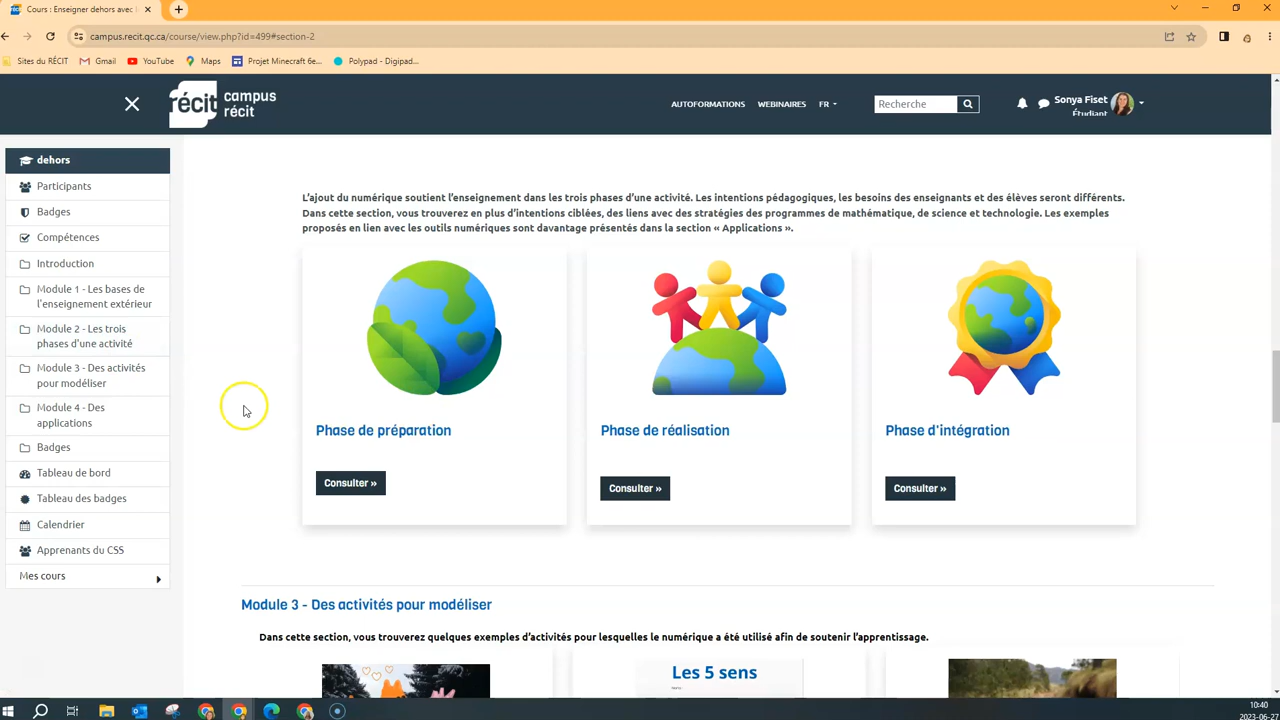 Cours : Enseigner dehors avec
campus.recit.qc.ca/course/view.php?id=499#section-2
Sites du RÉCIT
Gmail
YouTube
Maps
Projet Minecraft 6e...
Polypad - Digipad...
récit campus récit
AUTOFORMATIONS
WEBINAIRES
FR
Recherche
Sonya Fiset
Étudiant
dehors
Participants
Badges
Compétences
Introduction
Module 1 - Les bases de
l'enseignement extérieur
Module 2 - Les trois
phases d'une activité
Module 3 - Des activités
pour modéliser
Module 4 - Des
applications
Badges
Tableau de bord
Tableau des badges
Calendrier
Apprenants du CSS
Mes cours
L'ajout du numérique soutient l'enseignement dans les trois phases d'une activité. Les intentions pédagogiques, les besoins des enseignants et des élèves seront différents.
Dans cette section, vous trouverez en plus d'intentions ciblées, des liens avec des stratégies des programmes de mathématique, de science et technologie. Les exemples
proposés en lien avec les outils numériques sont davantage présentés dans la section « Applications ».
Phase de préparation
Consulter »
Phase de réalisation
Consulter »
Phase d'intégration
Consulter »
Module 3 - Des activités pour modéliser
Dans cette section, vous trouverez quelques exemples d'activités pour lesquelles le numérique a été utilisé afin de soutenir l'apprentissage.
Les 5 sens
10:40
2023-06-27